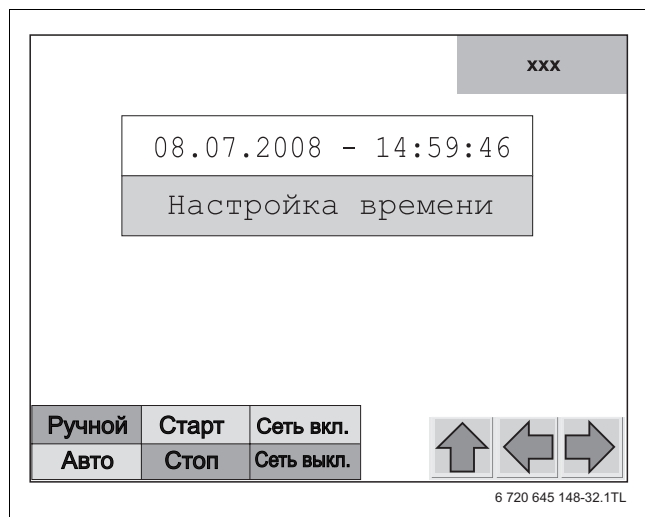 xxx
08.07.2008 - 14:59:46
Настройка времени
Ручной Старт Сеть вкл.
Авто Стоп Сеть выкл.
6 720 645 148-32.1TL